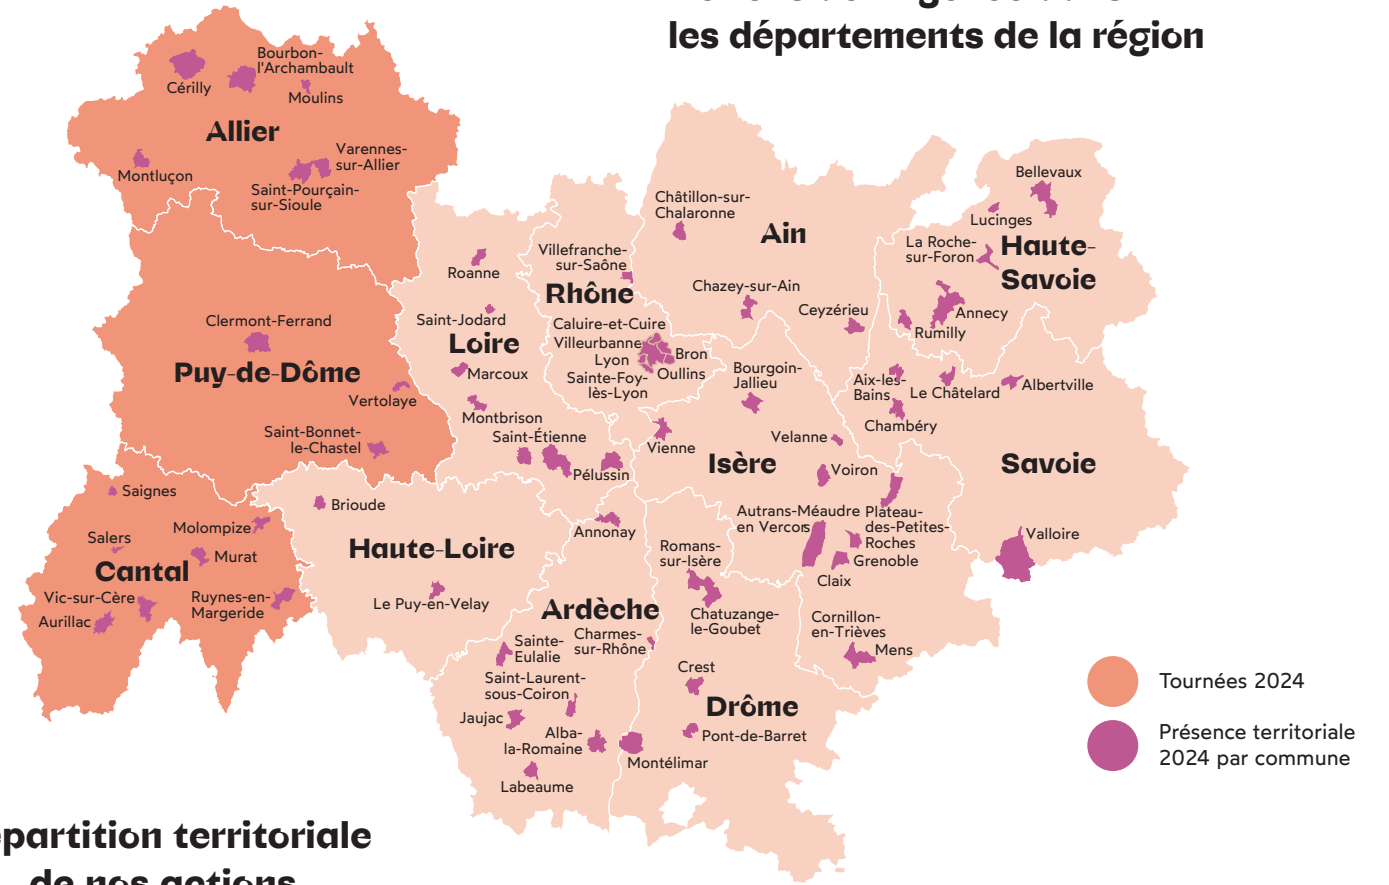 les départements de la région
Bourbon-
l'Archambault
Cérilly
Moulins
Allier
Varennes-
sur-Allier
Montluçon
Saint-Pourçain-
sur-Sioule
Clermont-Ferrand
Puy-de-Dôme
Vertolaye
Saint-Bonnet-
le-Chastel
Saignes
Molompize
Salers
Murat
Cantal
Vic-sur-Cère
Ruynes-en-
Margeride
Aurillac
Roanne
Saint-Jodard
Loire
Marcoux
Montbrison
Saint-Étienne
Pélussin
Villefranche-
sur-Saône
Rhône
Caluire-et-Cuire
Villeurbanne
Lyon
Bron
Oullins
Sainte-Foy-
lès-Lyon
Châtillon-sur-
Chalaronne
Ain
Chazey-sur-Ain
Ceyzérieu
Bellevaux
Lucinges
La Roche-
sur-Foron
Haute-
Savoie
Annecy
Rumilly
Aix-les-
Bains
Le Châtelard
Albertville
Chambéry
Savoie
Valloire
Bourgoin-
Jallieu
Vienne
Velanne
Isère
Voiron
Autrans-Méaudre
en Vercors
Plateau-
des-Petites-
Roches
Grenoble
Claix
Cornillon-
en-Trièves
Mens
Brioude
Haute-Loire
Le Puy-en-Velay
Annonay
Ardèche
Sainte-
Eulalie
Charmes-
sur-Rhône
Saint-Laurent-
sous-Coiron
Jaujac
Alba-
la-Romaine
Labeaume
Romans-
sur-Isère
Chatuzange-
le-Goubet
Crest
Drôme
Pont-de-Barret
Montélimar
Tournées 2024
Présence territoriale
2024 par commune
partition territoriale
de nos actions